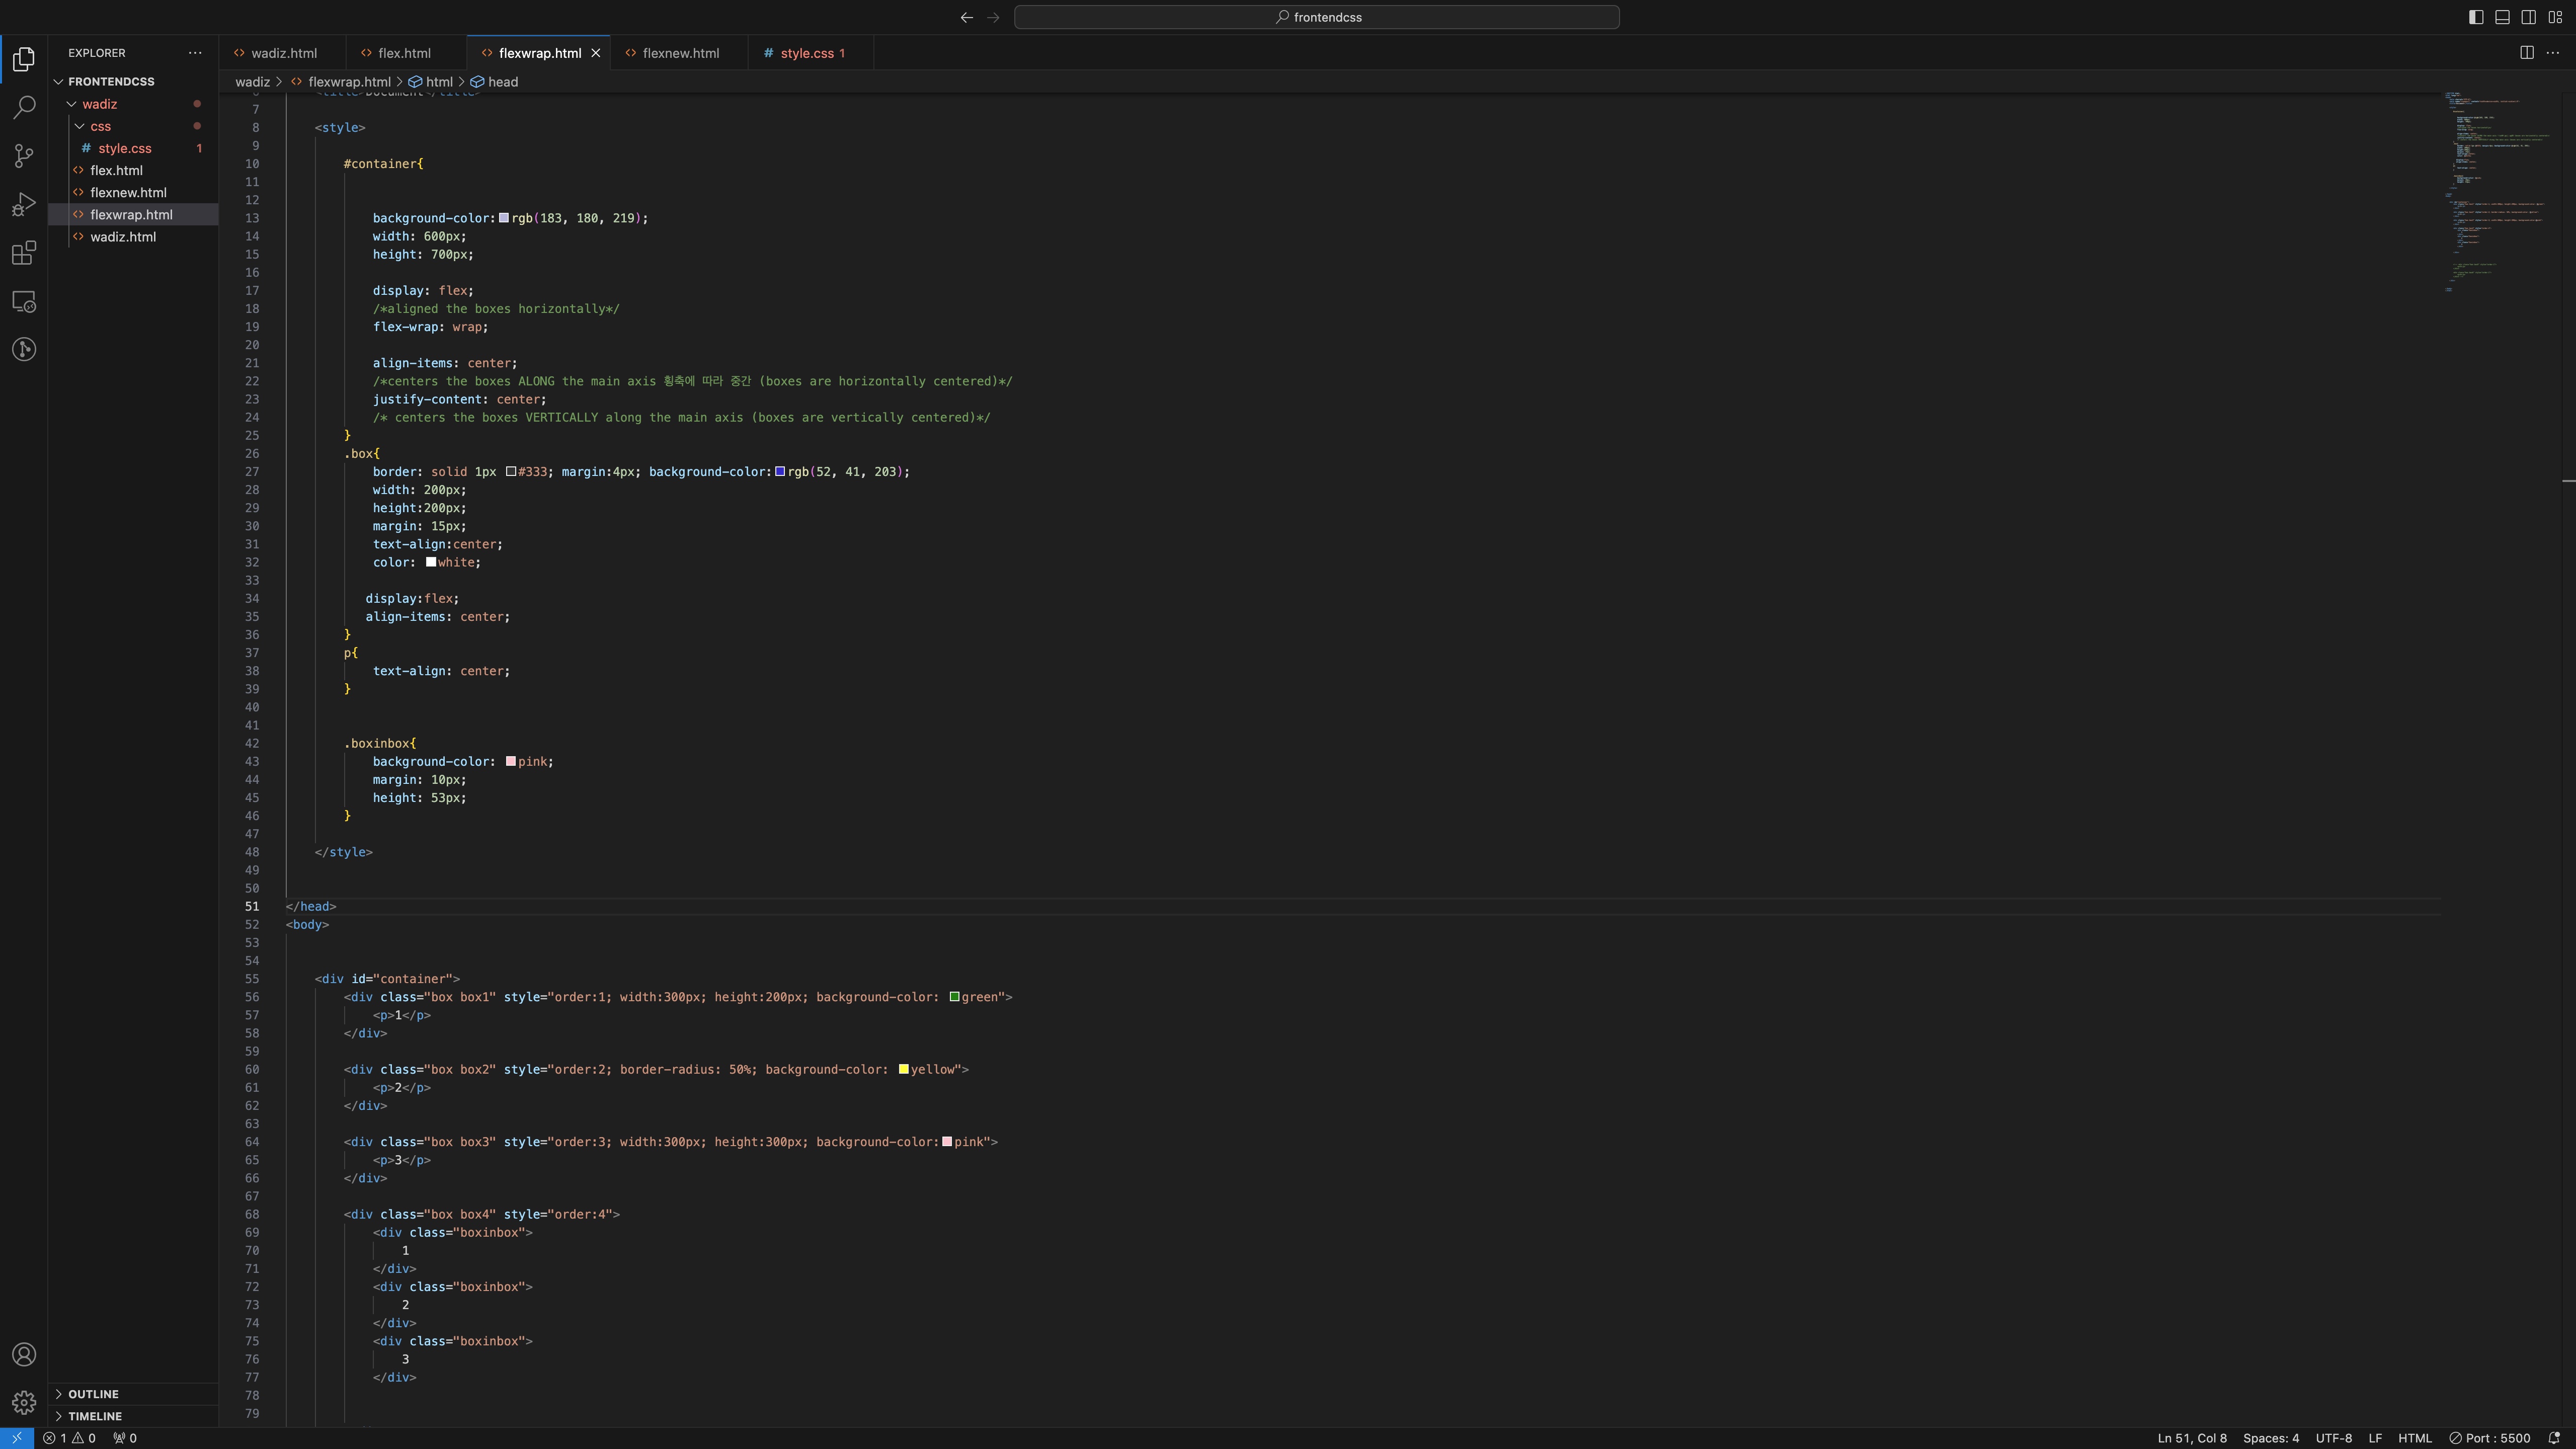 frontendcss
EXPLORER
FRONTENDCSS
wadiz
css
# style.css 1
flex.html
flexnew.html
flexwrap.html
wadiz.html
OUTLINE
TIMELINE
wadiz.html
flex.html
flexwrap.html
flexnew.html
# style.css 1
wadiz > flexwrap.html > html > head
6 <title>Document</title>
7
8 <style>
9
10 #container{
11
12
13 background-color: rgb(183, 180, 219);
14 width: 600px;
15 height: 700px;
16
17 display: flex;
18 /*aligned the boxes horizontally*/
19 flex-wrap: wrap;
20
21 align-items: center;
22 /*centers the boxes ALONG the main axis 횡축에 따라 중간 (boxes are horizontally centered)*/
23 justify-content: center;
24 /* centers the boxes VERTICALLY along the main axis (boxes are vertically centered)*/
25 }
26 .box{
27 border: solid 1px #333; margin:4px; background-color: rgb(52, 41, 203);
28 width: 200px;
29 height:200px;
30 margin: 15px;
31 text-align:center;
32 color: white;
33
34 display:flex;
35 align-items: center;
36 }
37 p{
38 text-align: center;
39 }
40
41
42 .boxinbox{
43 background-color: pink;
44 margin: 10px;
45 height: 53px;
46 }
47
48 </style>
49
50
51 </head>
52 <body>
53
54
55 <div id="container">
56 <div class="box box1" style="order:1; width:300px; height:200px; background-color: green">
57 <p>1</p>
58 </div>
59
60 <div class="box box2" style="order:2; border-radius: 50%; background-color: yellow">
61 <p>2</p>
62 </div>
63
64 <div class="box box3" style="order:3; width:300px; height:300px; background-color: pink">
65 <p>3</p>
66 </div>
67
68 <div class="box box4" style="order:4">
69 <div class="boxinbox">
70 1
71 </div>
72 <div class="boxinbox">
73 2
74 </div>
75 <div class="boxinbox">
76 3
77 </div>
78
79
1 0 0
Ln 51, Col 8 Spaces: 4 UTF-8 LF HTML Port : 5500